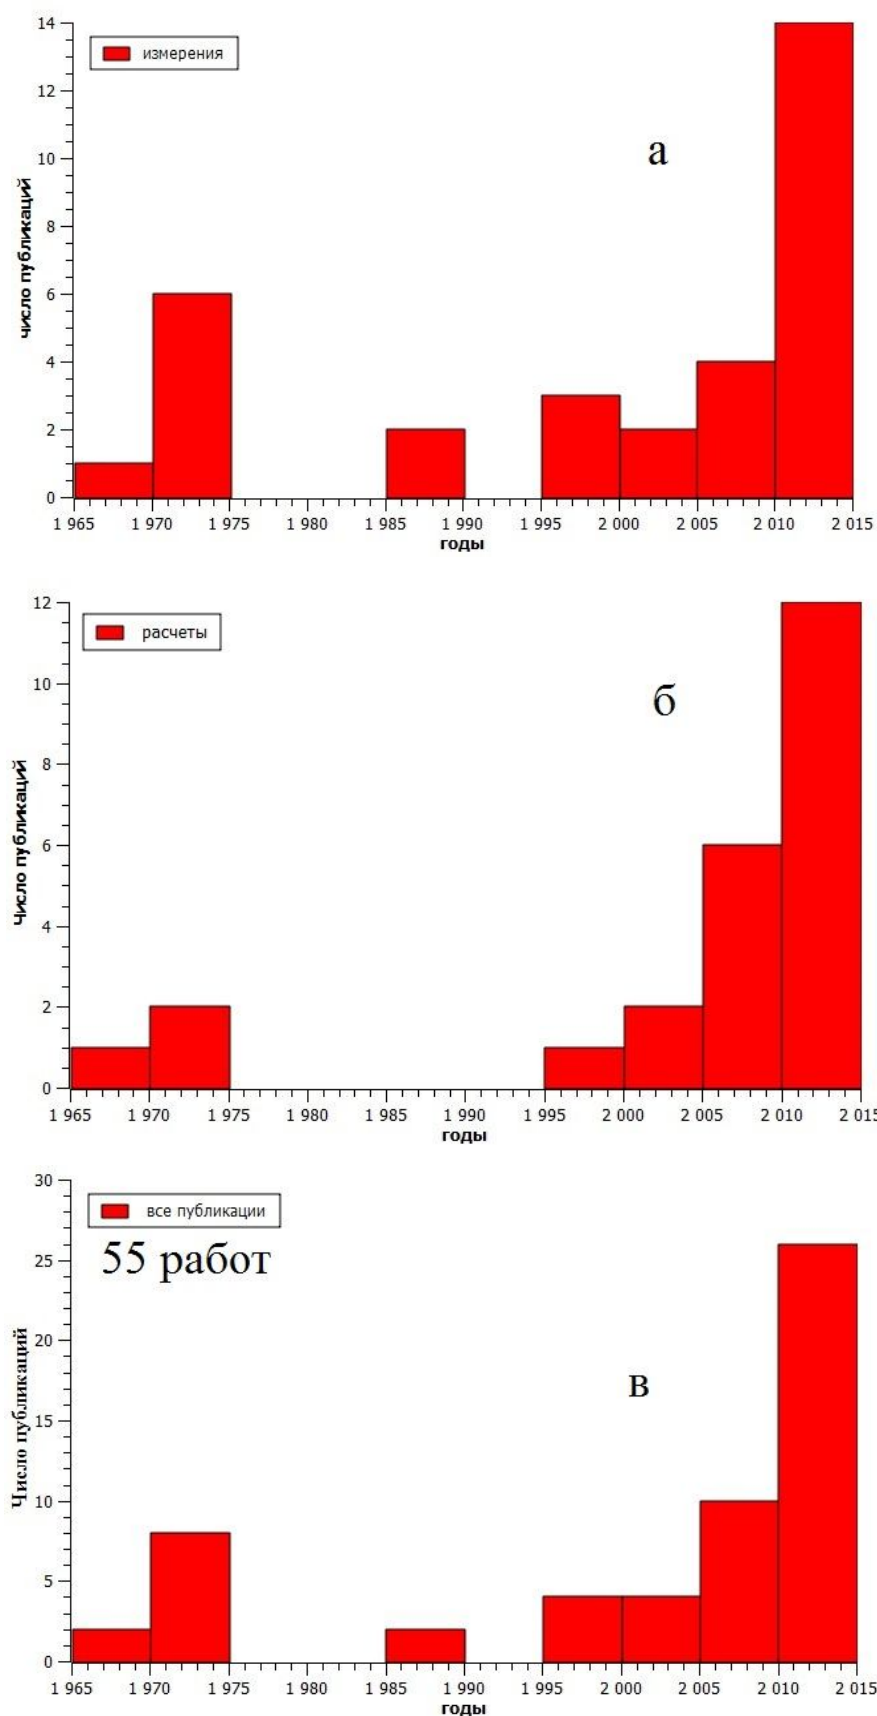 14
измерения
12
а
10
число публикаций
8
6
4
2
0
1 965 1 970 1 975 1 980 1 985 1 990 1 995 2 000 2 005 2 010 2 015
годы
12
расчеты
10
б
8
Число публикаций
6
4
2
0
1 965 1 970 1 975 1 980 1 985 1 990 1 995 2 000 2 005 2 010 2 015
годы
30
все публикации
55 работ
25
20
в
15
Число публикаций
10
5
0
1 965 1 970 1 975 1 980 1 985 1 990 1 995 2 000 2 005 2 010 2 015
годы